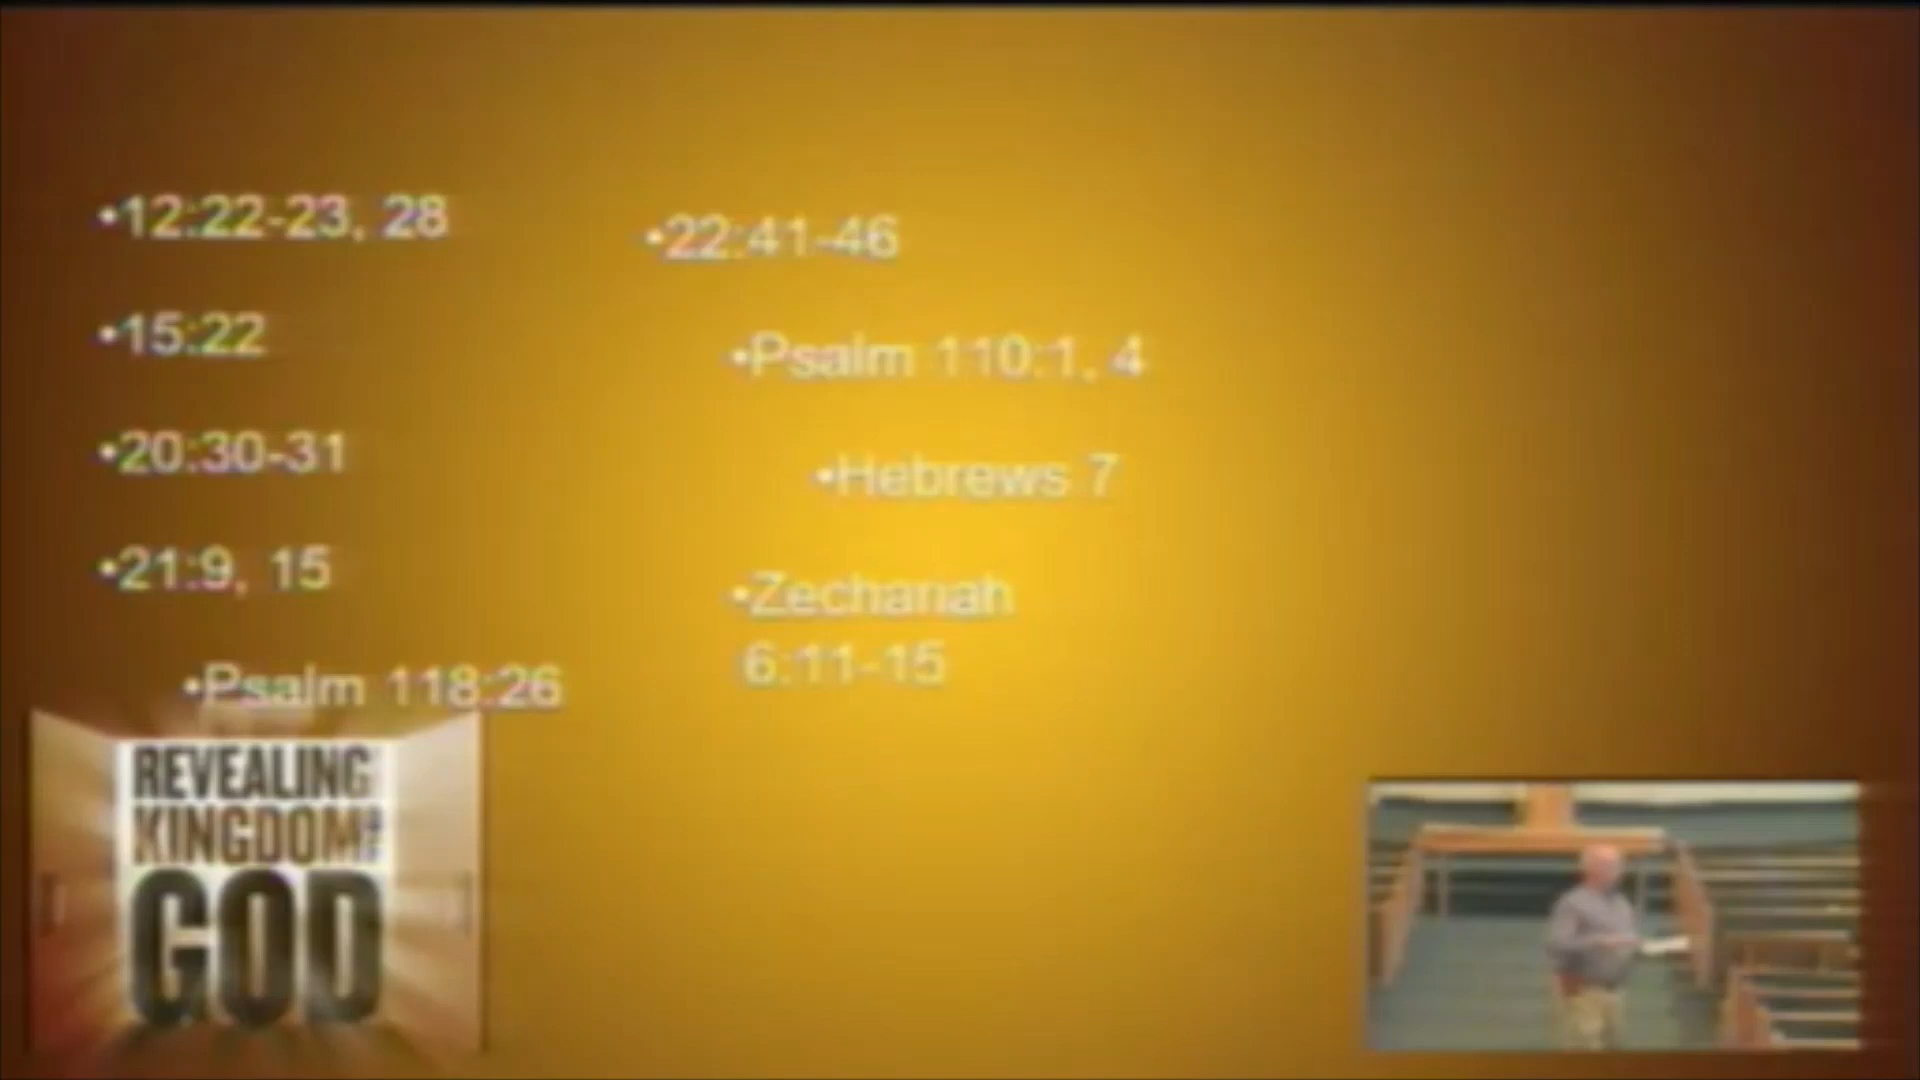 •12:22-23, 28
•15:22
•20:30-31
•21:9, 15
•Psalm 118:26
•22:41-46
•Psalm 110:1, 4
•Hebrews 7
•Zechariah
6:11-15
REVEALING
KINGDOM
GOD